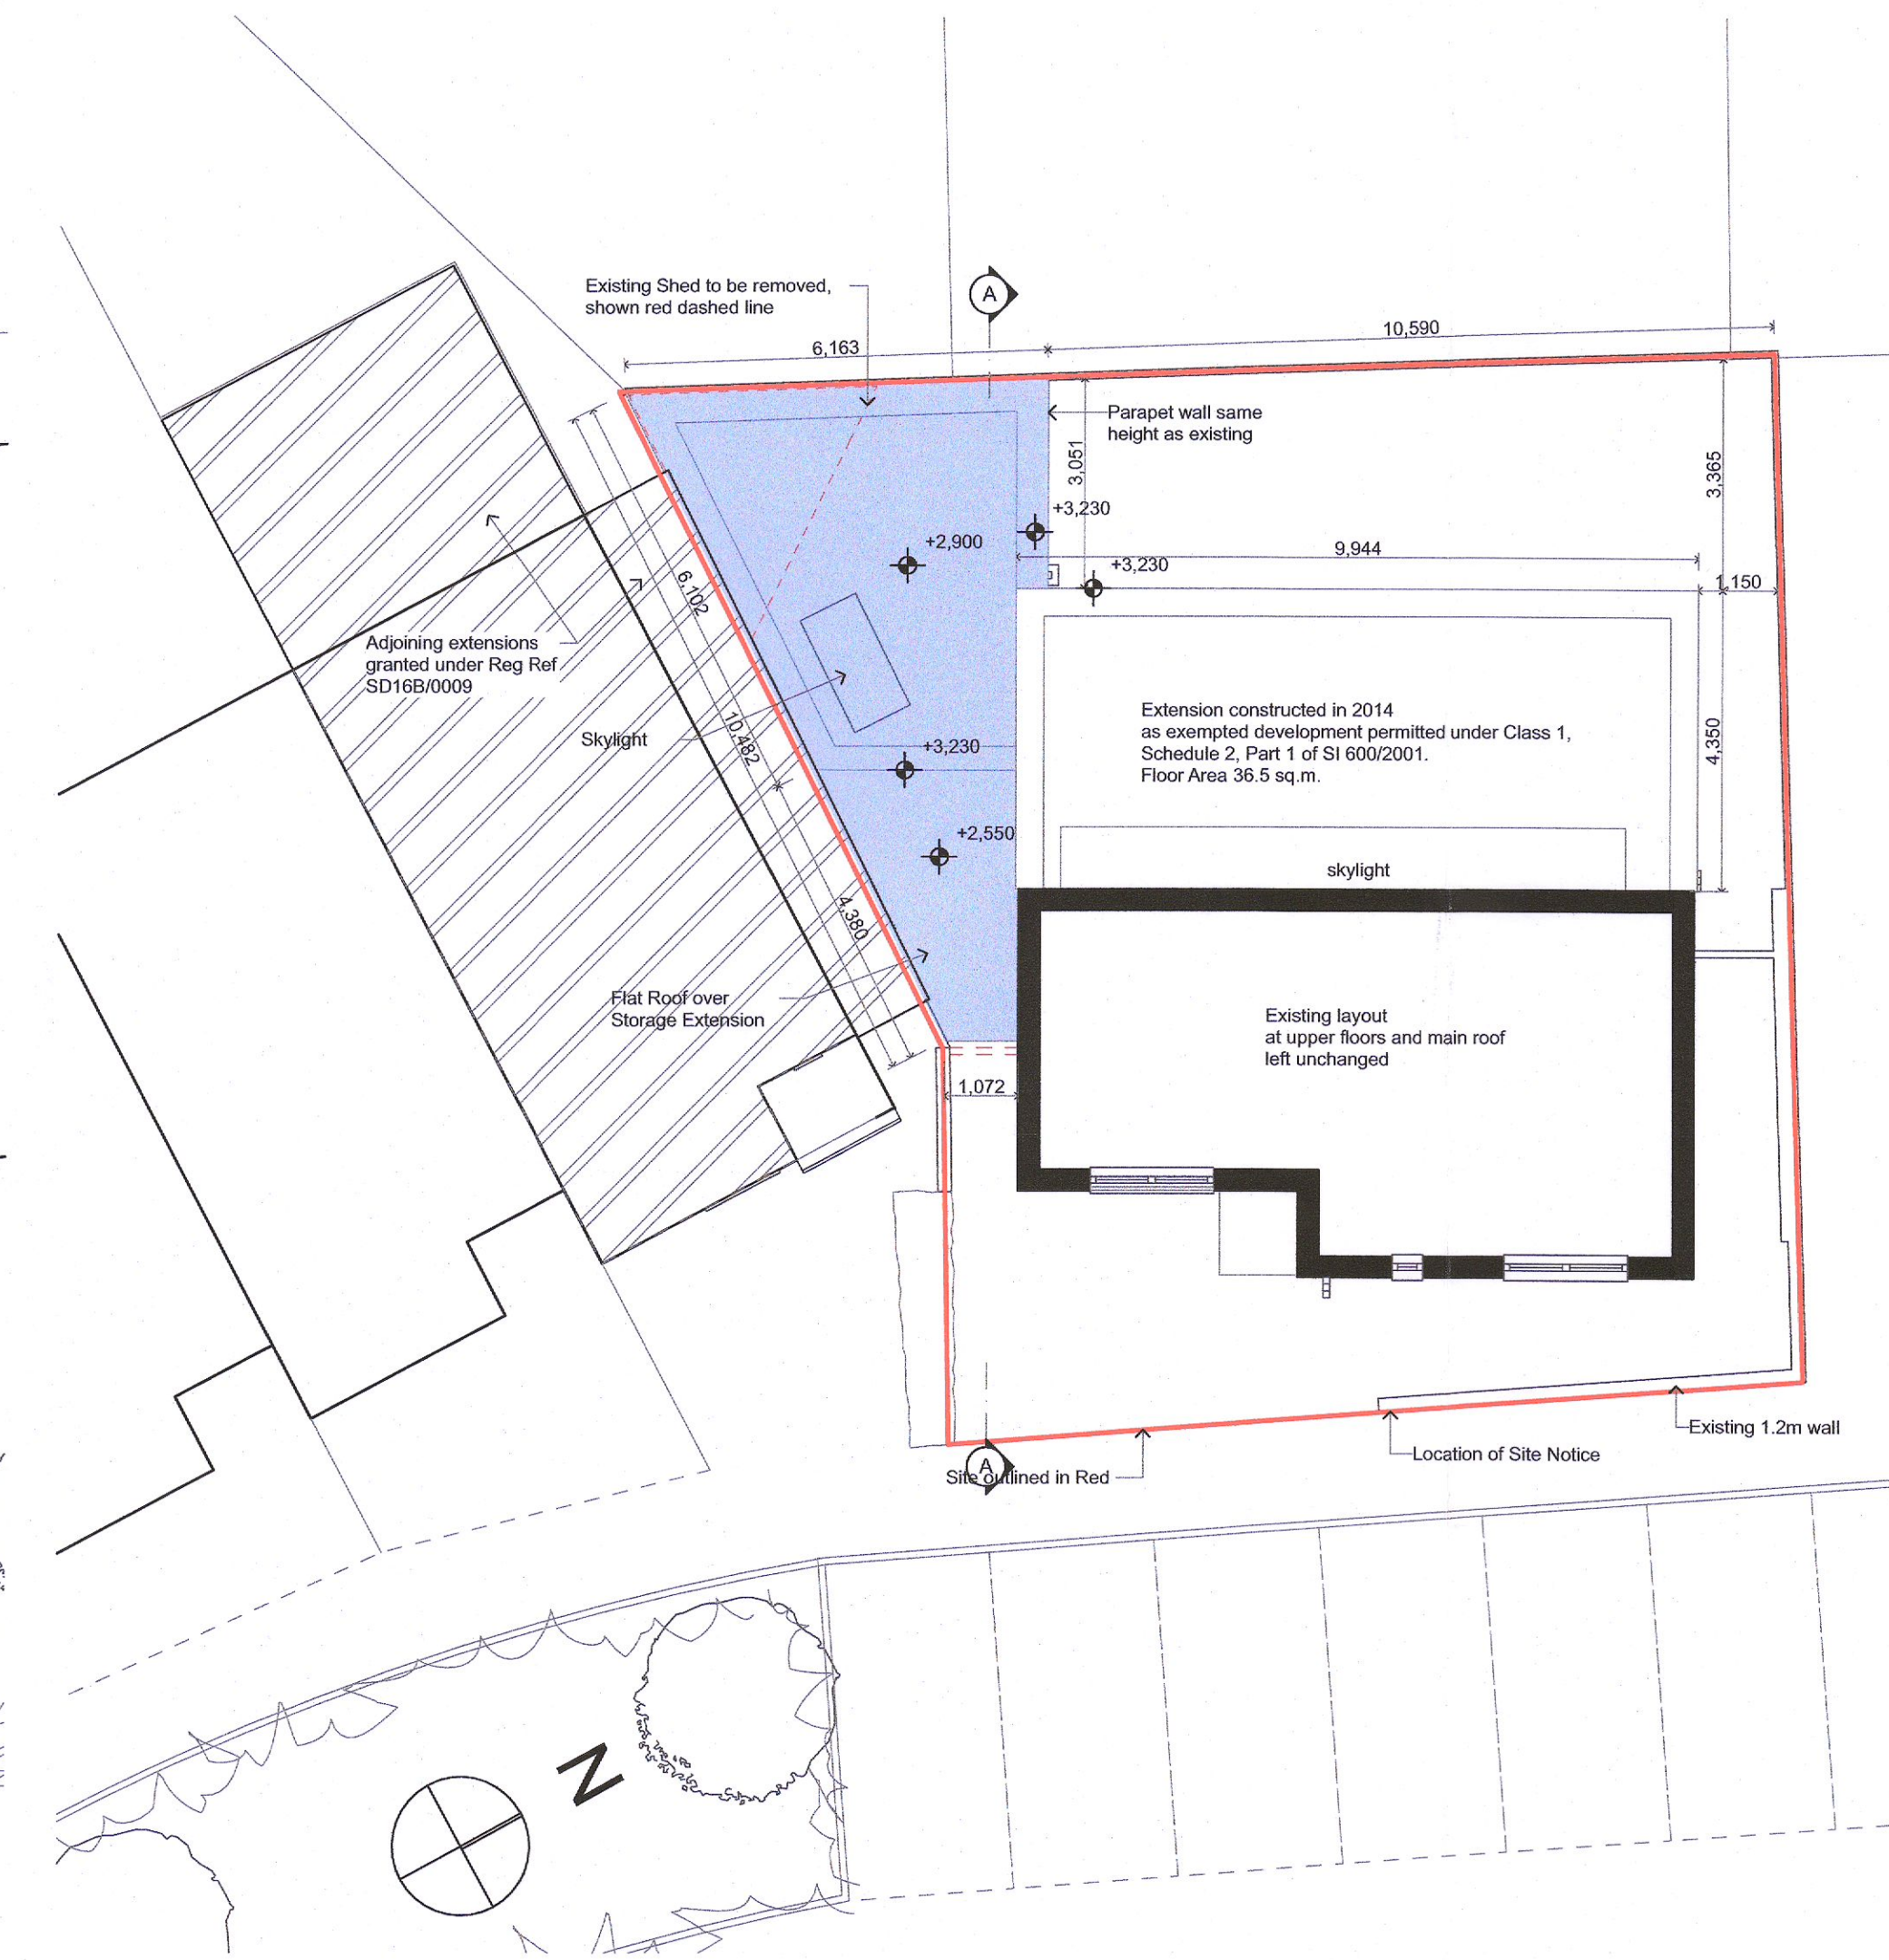 Existing Shed to be removed,
shown red dashed line
A
10,590
6,163
Parapet wall same
height as existing
3,051
3,365
+3,230
+2,900
9,944
+3,230
1,150
6,102
Adjoining extensions
granted under Reg Ref
SD16B/0009
Extension constructed in 2014
as exempted development permitted under Class 1,
Schedule 2, Part 1 of SI 600/2001.
Floor Area 36.5 sq.m.
Skylight
10,482
+3,230
4,350
+2,550
skylight
4,380
Flat Roof over
Storage Extension
Existing layout
at upper floors and main roof
left unchanged
1,072
Existing 1.2m wall
Location of Site Notice
A
Site outlined in Red
N